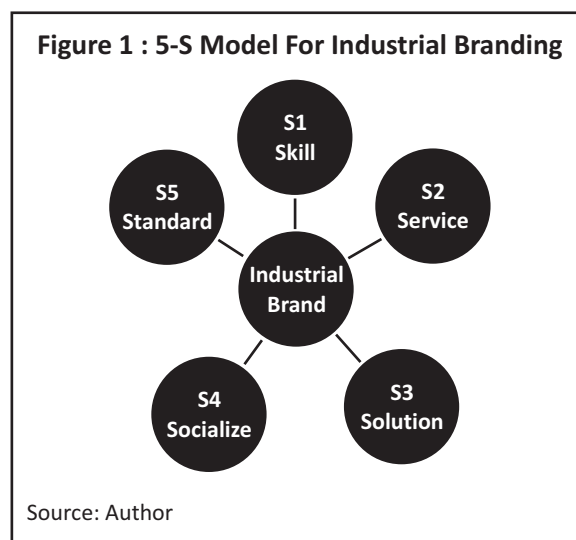 Figure 1 : 5-S Model For Industrial Branding
S1
Skill
S2
Service
S3
Solution
S4
Socialize
S5
Standard
Industrial
Brand
Source: Author